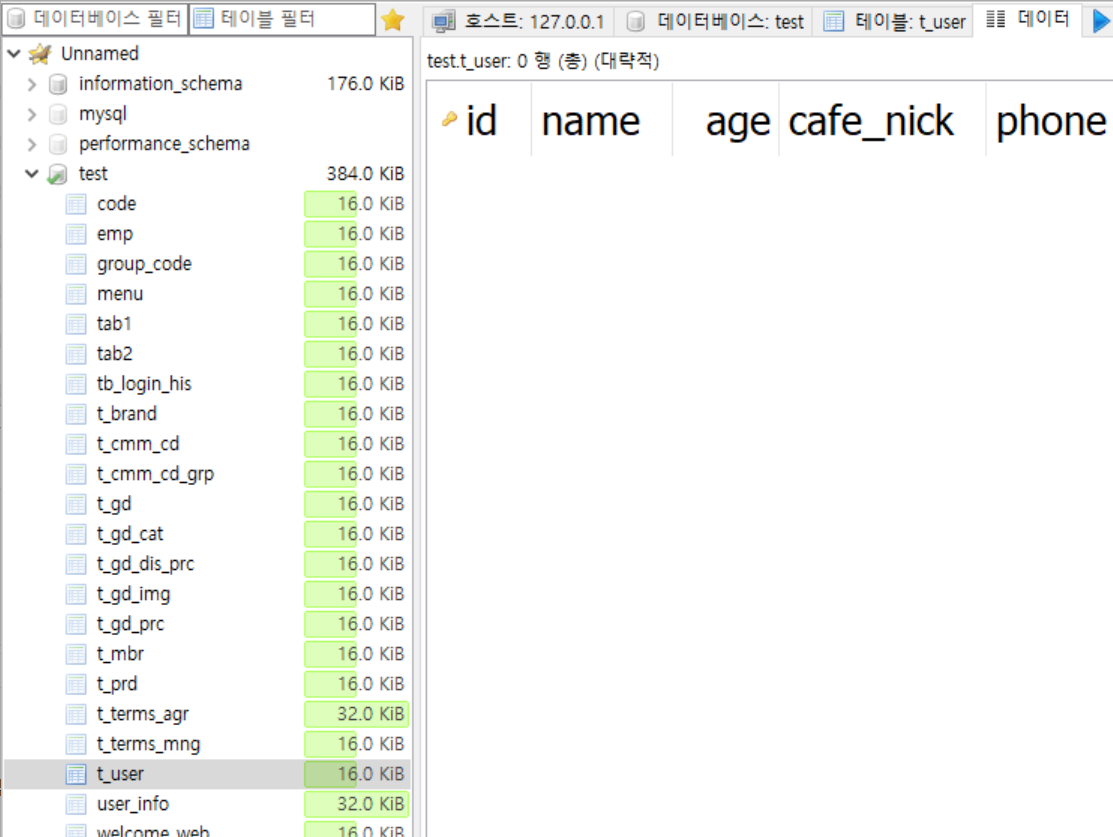 데이터베이스 필터 테이블 필터
Unnamed
information_schema 176.0 KiB
mysql
performance_schema
test 384.0 KiB
code 16.0 KiB
emp 16.0 KiB
group_code 16.0 KiB
menu 16.0 KiB
tab1 16.0 KiB
tab2 16.0 KiB
tb_login_his 16.0 KiB
t_brand 16.0 KiB
t_cmm_cd 16.0 KiB
t_cmm_cd_grp 16.0 KiB
t_gd 16.0 KiB
t_gd_cat 16.0 KiB
t_gd_dis_prc 16.0 KiB
t_gd_img 16.0 KiB
t_gd_prc 16.0 KiB
t_mbr 16.0 KiB
t_prd 16.0 KiB
t_terms_agr 32.0 KiB
t_terms_mng 16.0 KiB
t_user 16.0 KiB
user_info 32.0 KiB
welcome_web 16.0 KiB
호스트: 127.0.0.1 데이터베이스: test 테이블: t_user 데이터
test.t_user: 0 행 (총) (대략적)
id name age cafe_nick phone